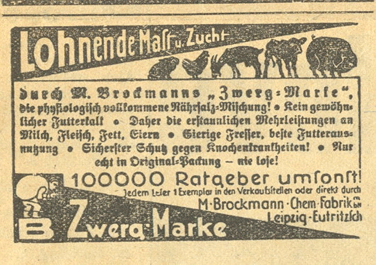 Lohnende Mast u. Zucht
durch M. Brockmanns „Zwerg-Marke“,
die physiologisch vollkommene Nährsalz-Mischung! • Kein gewöhn-
licher Futterkalk • Daher die erstaunlichen Mehrleistungen an
Milch, Fleisch, Fett, Eiern • Gierige Fresser, beste Futteraus-
nutzung • Sicherster Schutz gegen Knochenkrankheiten! • Nur
echt in Original-Packung – nie lose!
100000 Ratgeber umsonst!
Jedem Leser 1 Exemplar in den Verkaufsstellen oder direkt durch
M. Brockmann Chem. Fabrik m.b.H.
Leipzig-Eutritzsch
B Zwerg-Marke